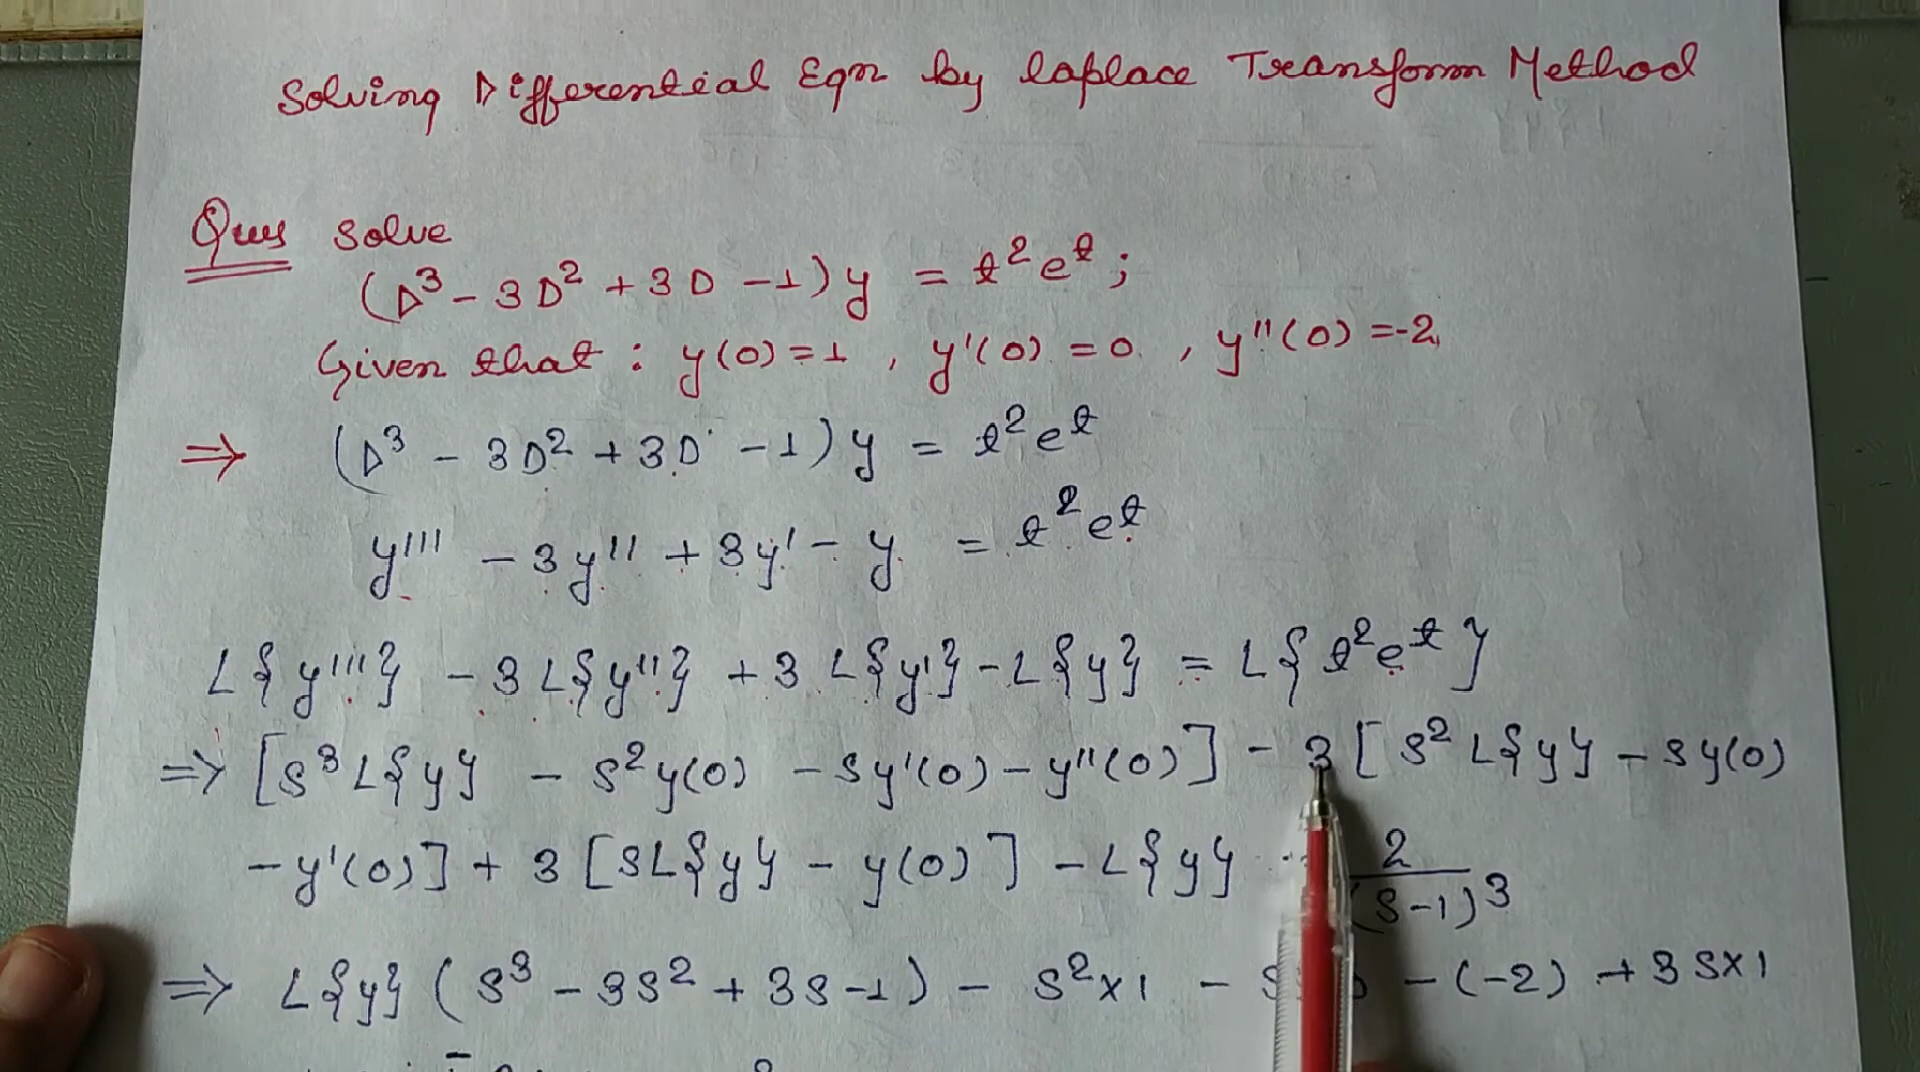 Solving Differential Eqn by laplace Transform Method
Ques solve
(D³ - 3D² + 3D - 1)y = t²eᵗ;
Given that : y(0)=1 , y'(0) = 0 , y''(0) =-2
⇒ (D³ - 3D² + 3D - 1)y = t²eᵗ
y''' - 3y'' + 3y' - y = t²eᵗ
L{y'''} - 3L{y''} + 3L{y'} - L{y} = L{t²eᵗ}
⇒ [s³L{y} - s²y(0) - sy'(0) - y''(0)] - 3[s²L{y} - sy(0)
- y'(0)] + 3[sL{y} - y(0)] - L{y} 2/(s-1)³
⇒ L{y}(s³ - 3s² + 3s - 1) - s²×1 - - (-2) + 3s×1